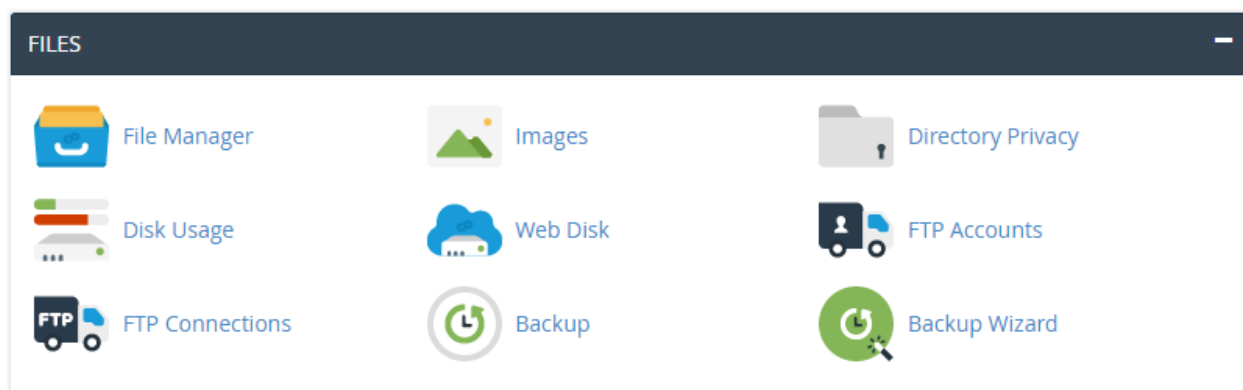 FILES
File Manager
Images
Directory Privacy
Disk Usage
Web Disk
FTP Accounts
FTP
FTP Connections
Backup
Backup Wizard